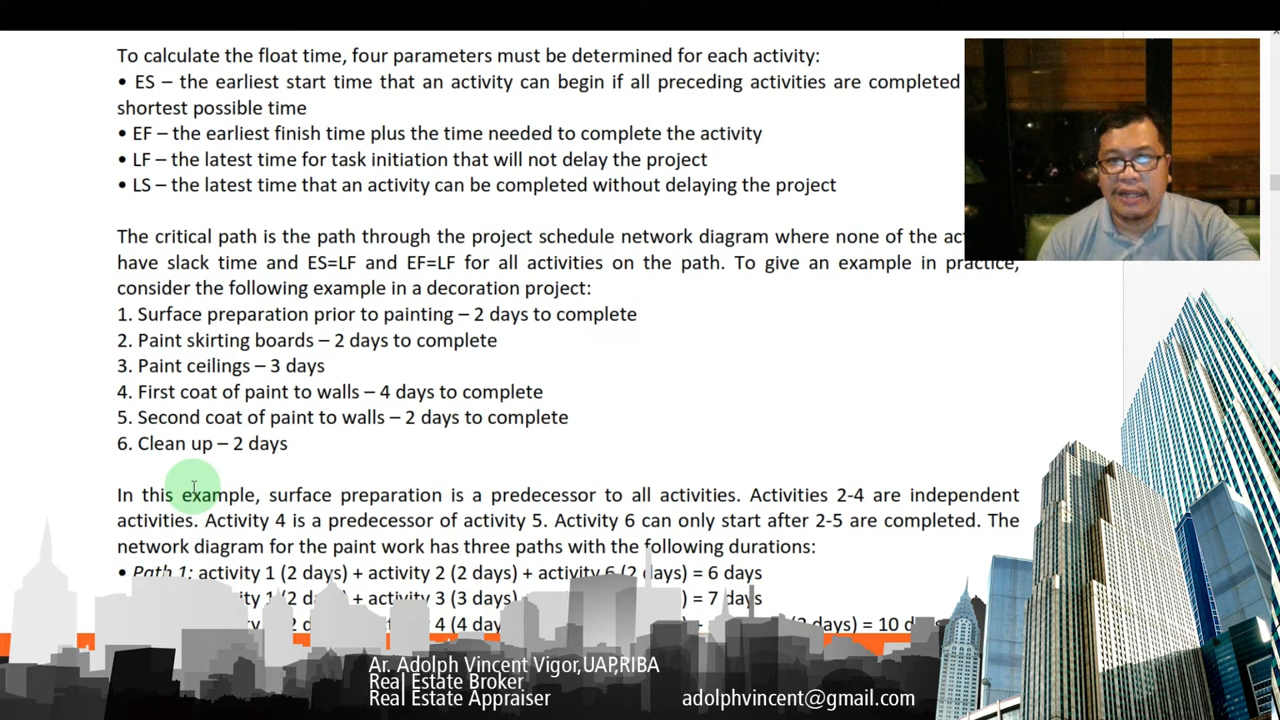 To calculate the float time, four parameters must be determined for each activity:
• ES – the earliest start time that an activity can begin if all preceding activities are completed
shortest possible time
• EF – the earliest finish time plus the time needed to complete the activity
• LF – the latest time for task initiation that will not delay the project
• LS – the latest time that an activity can be completed without delaying the project
The critical path is the path through the project schedule network diagram where none of the
have slack time and ES=LF and EF=LF for all activities on the path. To give an example in practice,
consider the following example in a decoration project:
1. Surface preparation prior to painting – 2 days to complete
2. Paint skirting boards – 2 days to complete
3. Paint ceilings – 3 days
4. First coat of paint to walls – 4 days to complete
5. Second coat of paint to walls – 2 days to complete
6. Clean up – 2 days
In this example, surface preparation is a predecessor to all activities. Activities 2-4 are independent
activities. Activity 4 is a predecessor of activity 5. Activity 6 can only start after 2-5 are completed. The
network diagram for the paint work has three paths with the following durations:
• Path 1: activity 1 (2 days) + activity 2 (2 days) + activity 6 (2 days) = 6 days
+ activity 3 (3 days) = 7 days
4 (4 days) = 10
Ar. Adolph Vincent Vigor,UAP,RIBA
Real Estate Broker
Real Estate Appraiser adolphvincent@gmail.com